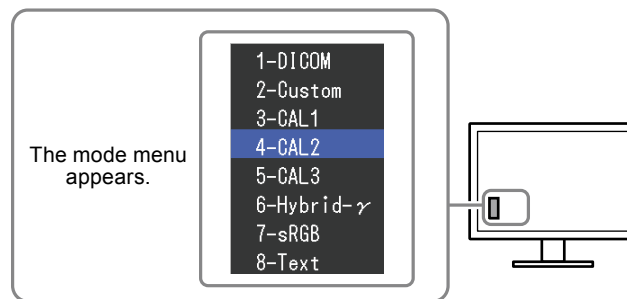 The mode menu
appears.
1-DICOM
2-Custom
3-CAL1
4-CAL2
5-CAL3
6-Hybrid-γ
7-sRGB
8-Text